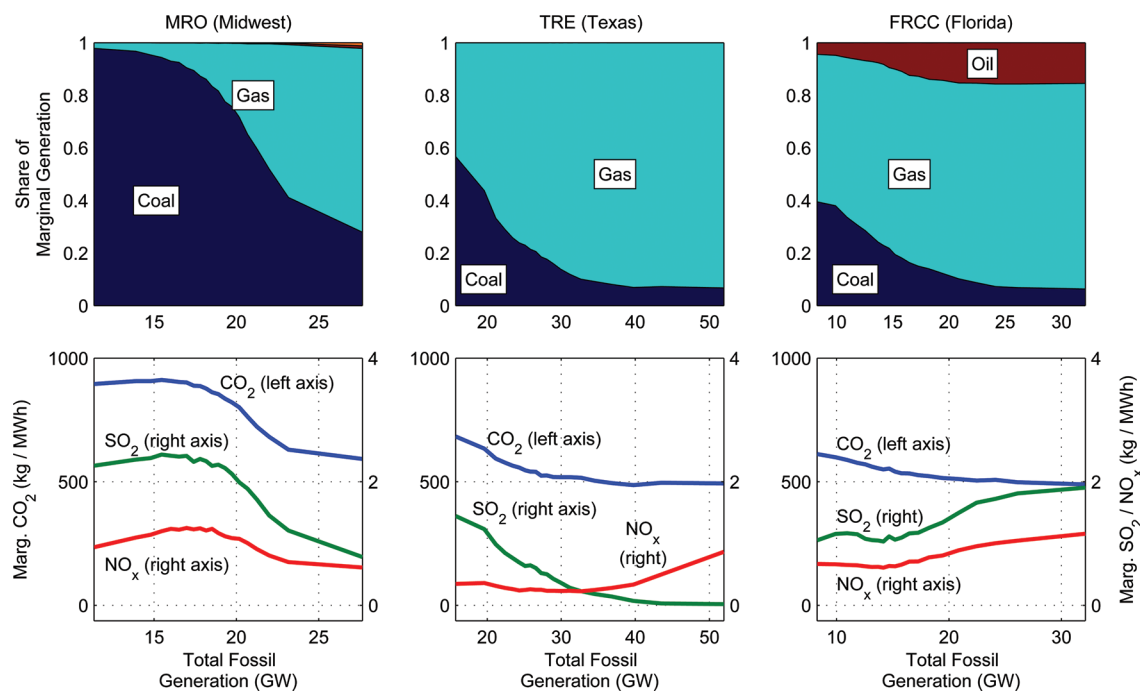 MRO (Midwest)
TRE (Texas)
FRCC (Florida)
Share of
Marginal Generation
1
0.8
0.6
0.4
0.2
0
Gas
Coal
15
20
25
1
0.8
0.6
0.4
0.2
0
Gas
Coal
20
30
40
50
1
0.8
0.6
0.4
0.2
0
Oil
Gas
Coal
10
15
20
25
30
Marg. CO₂ (kg / MWh)
1000
500
0
CO₂ (left axis)
SO₂ (right axis)
NOₓ (right axis)
4
2
0
15
20
25
Total Fossil
Generation (GW)
1000
500
0
CO₂ (left axis)
SO₂ (right axis)
NOₓ
(right)
4
2
0
20
30
40
50
Total Fossil
Generation (GW)
1000
500
0
CO₂ (left axis)
SO₂ (right)
NOₓ (right axis)
4
2
0
10
15
20
25
30
Total Fossil
Generation (GW)
Marg. SO₂ / NOₓ (kg / MWh)